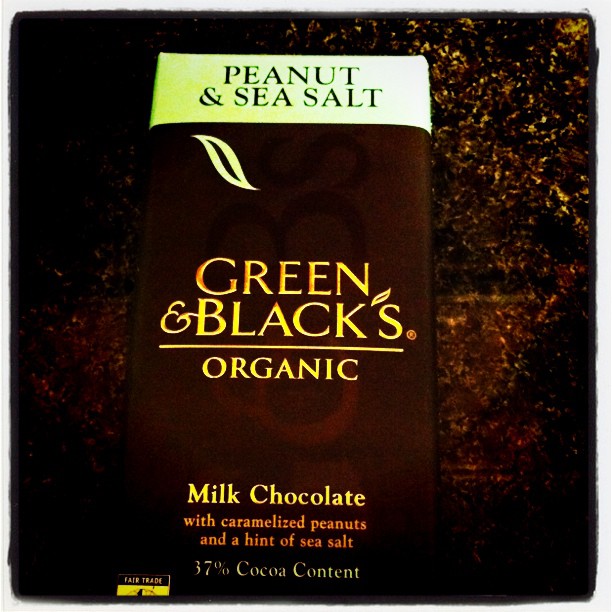 PEANUT
& SEA SALT
GREEN
&BLACK'S®
ORGANIC
Milk Chocolate
with caramelized peanuts
and a hint of sea salt
37% Cocoa Content
FAIR TRADE